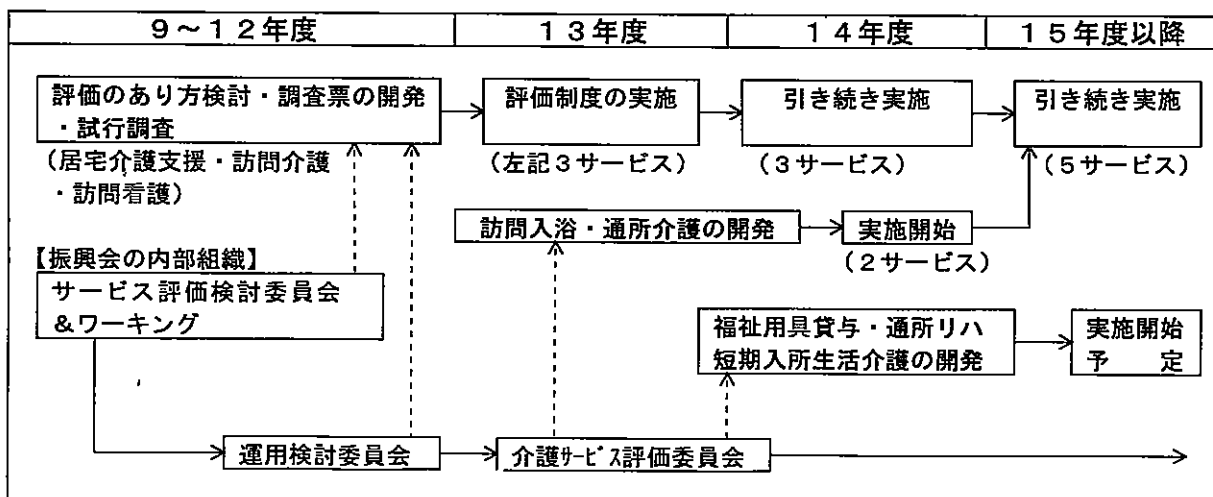 9～12年度
13年度
14年度
15年度以降
評価のあり方検討・調査票の開発
・試行調査
(居宅介護支援・訪問介護
・訪問看護)
評価制度の実施
(左記3サービス)
引き続き実施
(3サービス)
引き続き実施
(5サービス)
訪問入浴・通所介護の開発
実施開始
(2サービス)
【振興会の内部組織】
サービス評価検討委員会
&ワーキング
福祉用具貸与・通所リハ
短期入所生活介護の開発
実施開始
予　定
運用検討委員会
介護ｻｰﾋﾞｽ評価委員会